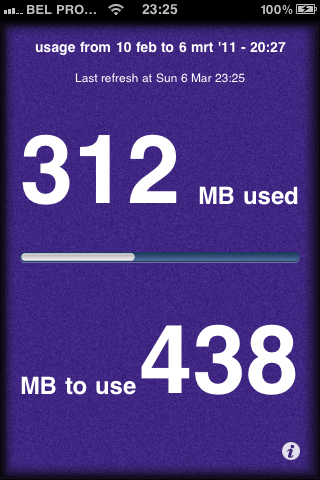 BEL PRO... 23:25 100%
usage from 10 feb to 6 mrt '11 - 20:27
Last refresh at Sun 6 Mar 23:25
312 MB used
MB to use 438
i